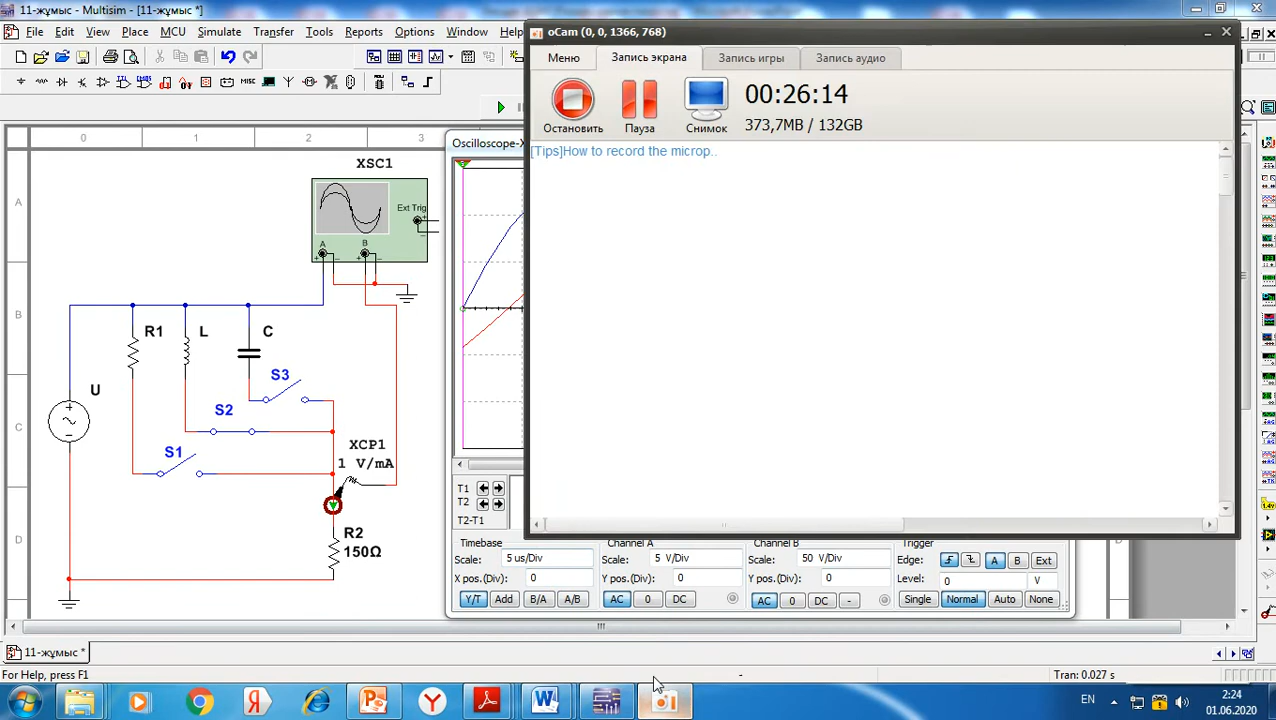 11-жұмыс - Multisim - [11-жұмыс *]
File Edit View Place MCU Simulate Transfer Tools Reports Options Window
oCam (0, 0, 1366, 768)
Меню Запись экрана Запись игры Запись аудио
Остановить Пауза Снимок
00:26:14
373,7MB / 132GB
[Tips]How to record the microp..
0 1 2 3
A
B
C
D
XSC1
Ext Trig
A B
R1 L C
S3
S2
S1
U
XCP1
1 V/mA
R2
150Ω
Oscilloscope-X
T1
T2
T2-T1
Timebase
Scale: 5 us/Div
X pos.(Div): 0
Y/T Add B/A A/B
Channel A
Scale: 5 V/Div
Y pos.(Div): 0
AC 0 DC
Channel B
Scale: 50 V/Div
Y pos.(Div): 0
AC 0 DC -
Trigger
Edge: A B Ext
Level: 0 V
Single Normal Auto None
11-жұмыс *
For Help, press F1
-
Tran: 0.027 s
EN
2:24
01.06.2020